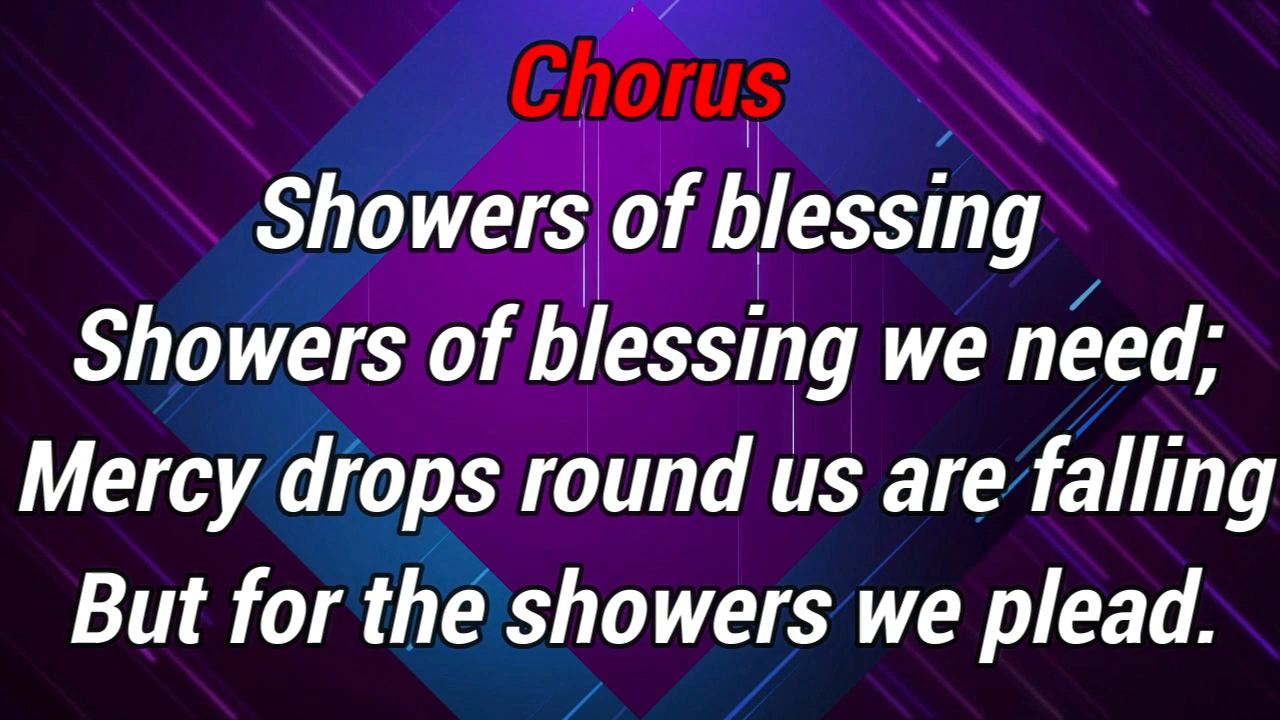 Chorus
Showers of blessing
Showers of blessing we need;
Mercy drops round us are falling
But for the showers we plead.